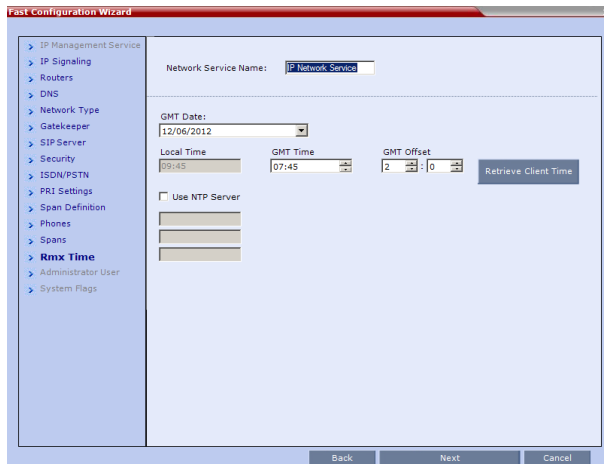 Fast Configuration Wizard
IP Management Service
IP Signaling
Routers
DNS
Network Type
Gatekeeper
SIP Server
Security
ISDN/PSTN
PRI Settings
Span Definition
Phones
Spans
Rmx Time
Administrator User
System Flags
Network Service Name: IP Network Service
GMT Date:
12/06/2012
Local Time GMT Time GMT Offset
09:45 07:45 2 : 0 Retrieve Client Time
Use NTP Server
Back Next Cancel